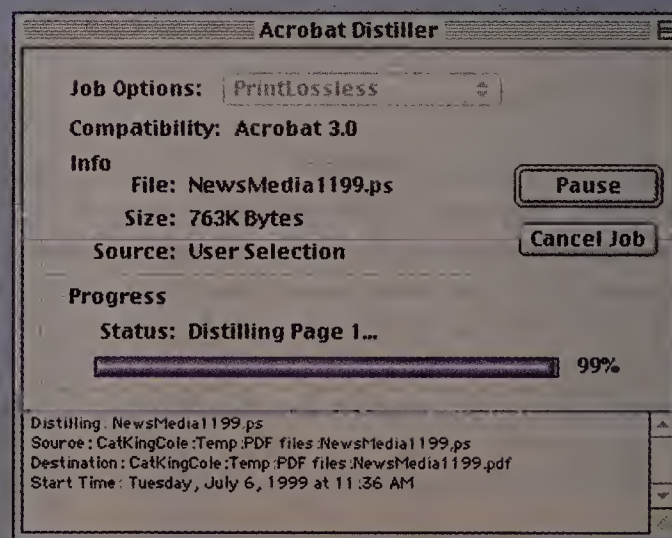 Acrobat Distiller
Job Options: PrintLossless
Compatibility: Acrobat 3.0
Info
File: NewsMedia1199.ps
Pause
Size: 763K Bytes
Cancel Job
Source: User Selection
Progress
Status: Distilling Page 1...
99%
Distilling: NewsMedia1199.ps
Source: CatKingCole:Temp:PDF files:NewsMedia1199.ps
Destination: CatKingCole:Temp:PDF files:NewsMedia1199.pdf
Start Time: Tuesday, July 6, 1999 at 11:36 AM